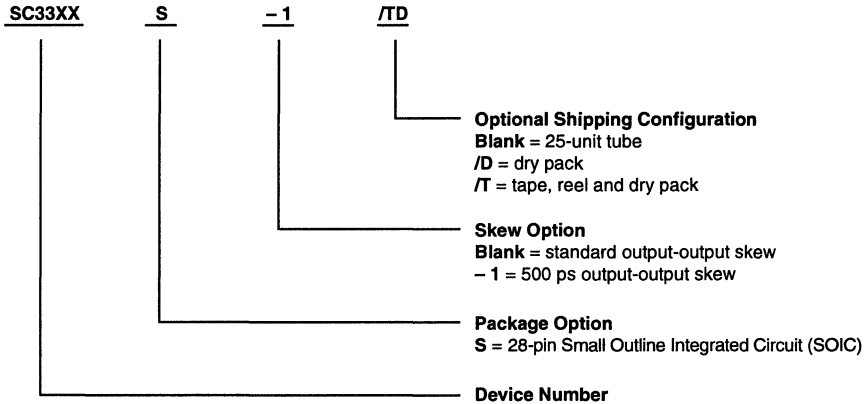 SC33XX S – 1 /TD
Optional Shipping Configuration
Blank = 25-unit tube
/D = dry pack
/T = tape, reel and dry pack
Skew Option
Blank = standard output-output skew
– 1 = 500 ps output-output skew
Package Option
S = 28-pin Small Outline Integrated Circuit (SOIC)
Device Number